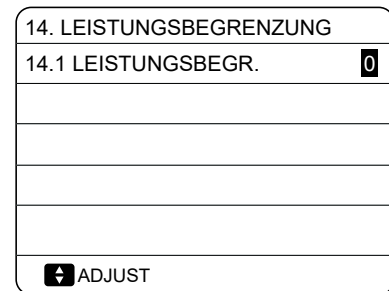 14. LEISTUNGSBEGRENZUNG
14.1 LEISTUNGSBEGR. 0
ADJUST